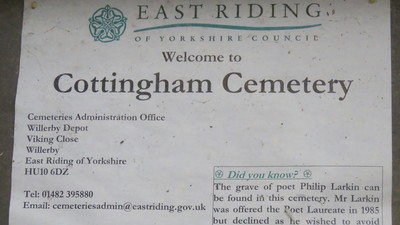 EAST RIDING
OF YORKSHIRE COUNCIL
Welcome to
Cottingham Cemetery
Cemeteries Administration Office
Willerby Depot
Viking Close
Willerby
East Riding of Yorkshire
HU10 6DZ
Tel: 01482 395880
Email: cemeteriesadmin@eastriding.gov.uk
Did you know?
The grave of poet Philip Larkin can
be found in this cemetery. Mr Larkin
was offered the Poet Laureate in 1985
but declined as he wished to avoid